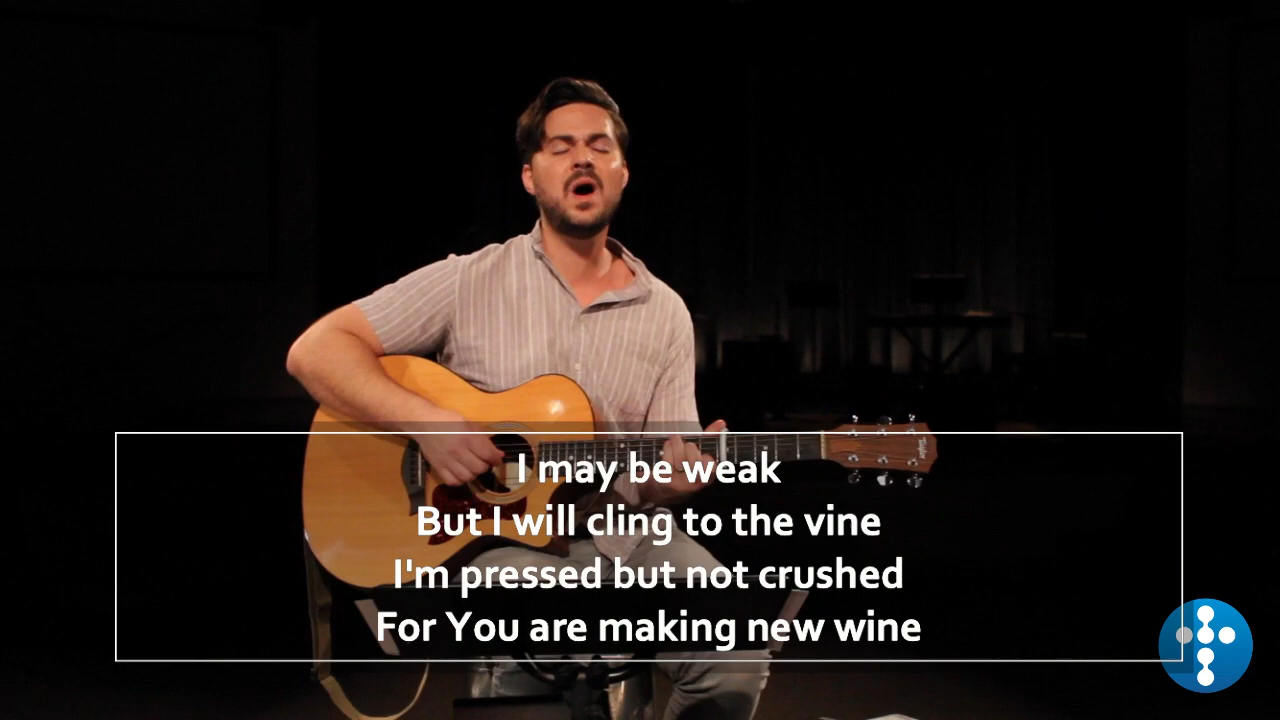 I may be weak
But I will cling to the vine
I'm pressed but not crushed
For You are making new wine